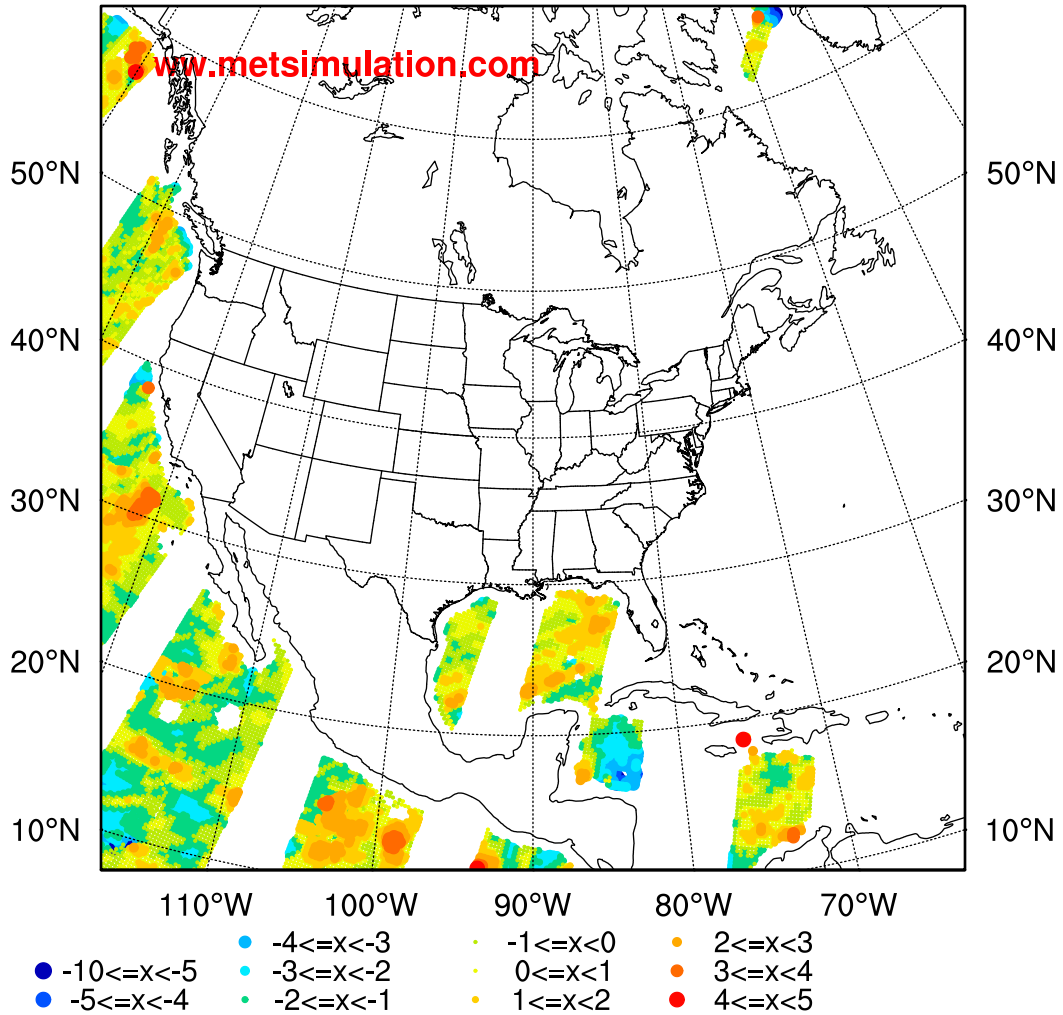 ww.metsimulation.com
50°N 50°N
40°N 40°N
30°N 30°N
20°N 20°N
10°N 10°N
110°W 100°W 90°W 80°W 70°W
-4<=x<-3 -1<=x<0 2<=x<3
-10<=x<-5 -3<=x<-2 0<=x<1 3<=x<4
-5<=x<-4 -2<=x<-1 1<=x<2 4<=x<5